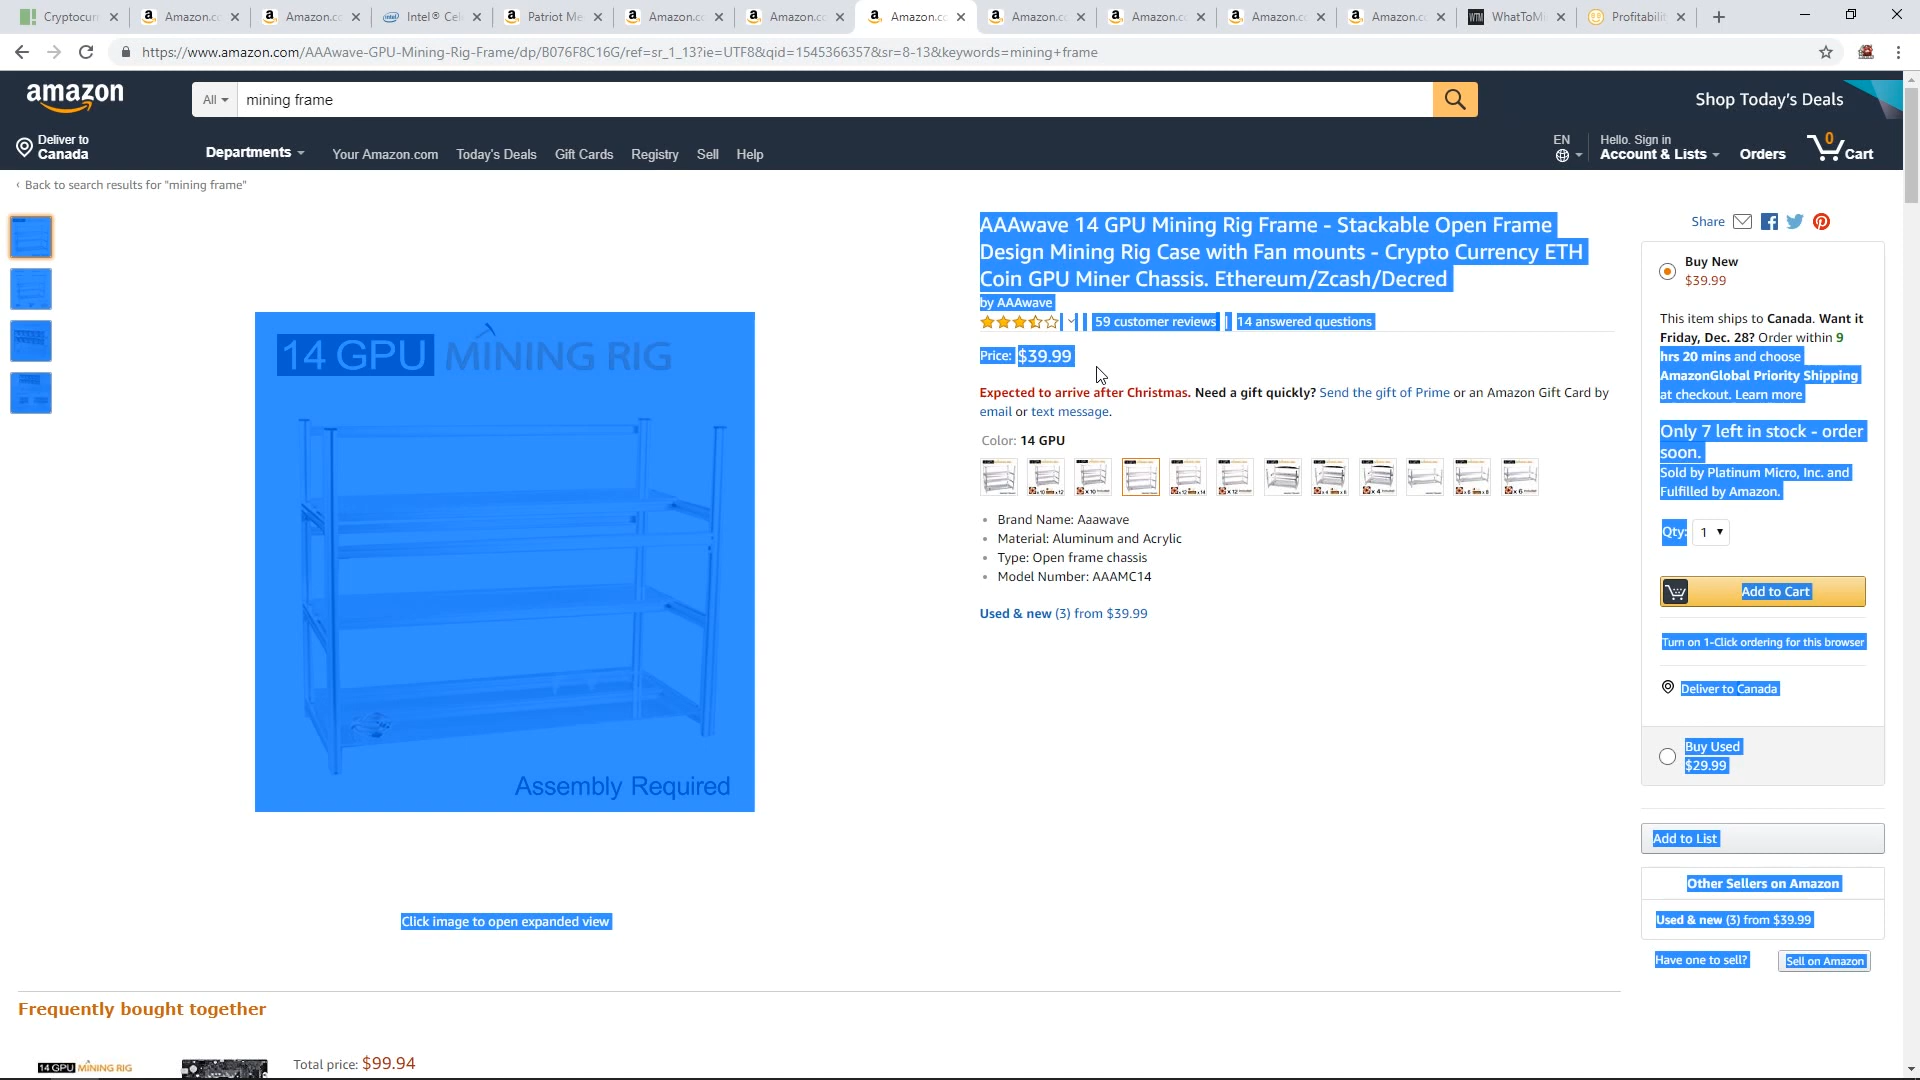 Cryptocur
Amazon.c
Amazon.c
Intel® Cel
Patriot Me
Amazon.c
Amazon.c
Amazon.c
Amazon.c
Amazon.c
Amazon.c
Amazon.c
WhatToMi
Profitabilit
https://www.amazon.com/AAAwave-GPU-Mining-Rig-Frame/dp/B076F8C16G/ref=sr_1_13?ie=UTF8&qid=1545366357&sr=8-13&keywords=mining+frame
amazon
All
mining frame
Shop Today's Deals
Deliver to
Canada
Departments
Your Amazon.com
Today's Deals
Gift Cards
Registry
Sell
Help
EN
Hello. Sign in
Account & Lists
Orders
0
Cart
‹ Back to search results for "mining frame"
14 GPU MINING RIG
Assembly Required
Click image to open expanded view
AAAwave 14 GPU Mining Rig Frame - Stackable Open Frame
Design Mining Rig Case with Fan mounts - Crypto Currency ETH
Coin GPU Miner Chassis. Ethereum/Zcash/Decred
by AAAwave
59 customer reviews | 14 answered questions
Price: $39.99
Expected to arrive after Christmas. Need a gift quickly? Send the gift of Prime or an Amazon Gift Card by
email or text message.
Color: 14 GPU
• Brand Name: Aaawave
• Material: Aluminum and Acrylic
• Type: Open frame chassis
• Model Number: AAAMC14
Used & new (3) from $39.99
Share
Buy New
$39.99
This item ships to Canada. Want it
Friday, Dec. 28? Order within 9
hrs 20 mins and choose
AmazonGlobal Priority Shipping
at checkout. Learn more
Only 7 left in stock - order
soon.
Sold by Platinum Micro, Inc. and
Fulfilled by Amazon.
Qty: 1
Add to Cart
Turn on 1-Click ordering for this browser
Deliver to Canada
Buy Used
$29.99
Add to List
Other Sellers on Amazon
Used & new (3) from $39.99
Have one to sell?
Sell on Amazon
Frequently bought together
14 GPU MINING RIG
Total price: $99.94